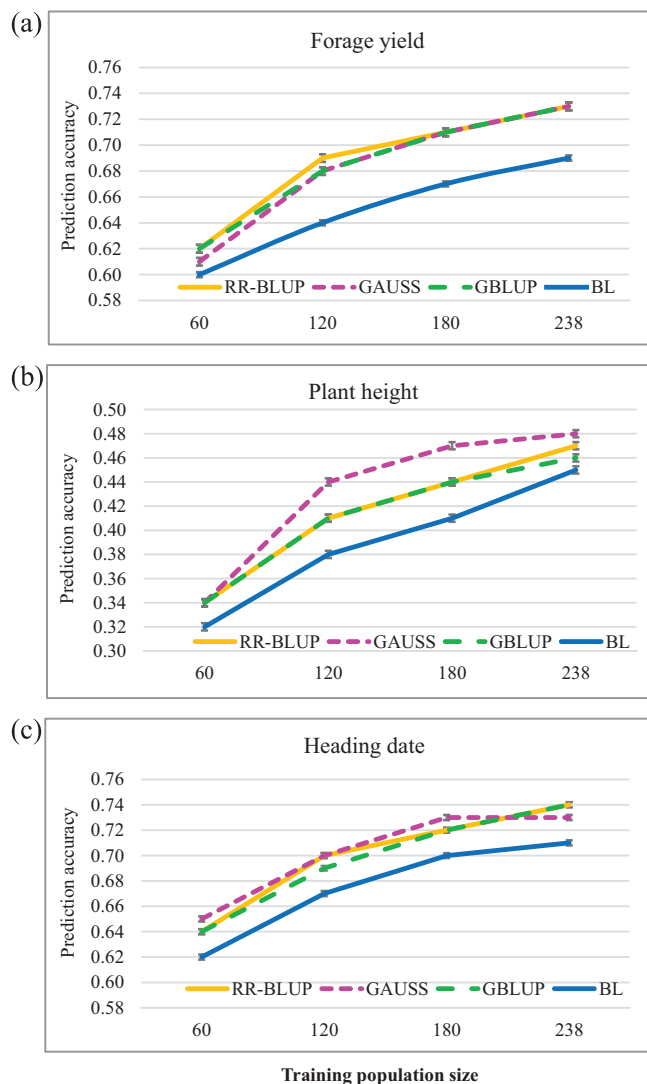 (a)
Forage yield
Prediction accuracy
0.76
0.74
0.72
0.70
0.68
0.66
0.64
0.62
0.60
0.58
RR-BLUP GAUSS GBLUP BL
60 120 180 238
(b)
Plant height
Prediction accuracy
0.50
0.48
0.46
0.44
0.42
0.40
0.38
0.36
0.34
0.32
0.30
RR-BLUP GAUSS GBLUP BL
60 120 180 238
(c)
Heading date
Prediction accuracy
0.76
0.74
0.72
0.70
0.68
0.66
0.64
0.62
0.60
0.58
RR-BLUP GAUSS GBLUP BL
60 120 180 238
Training population size